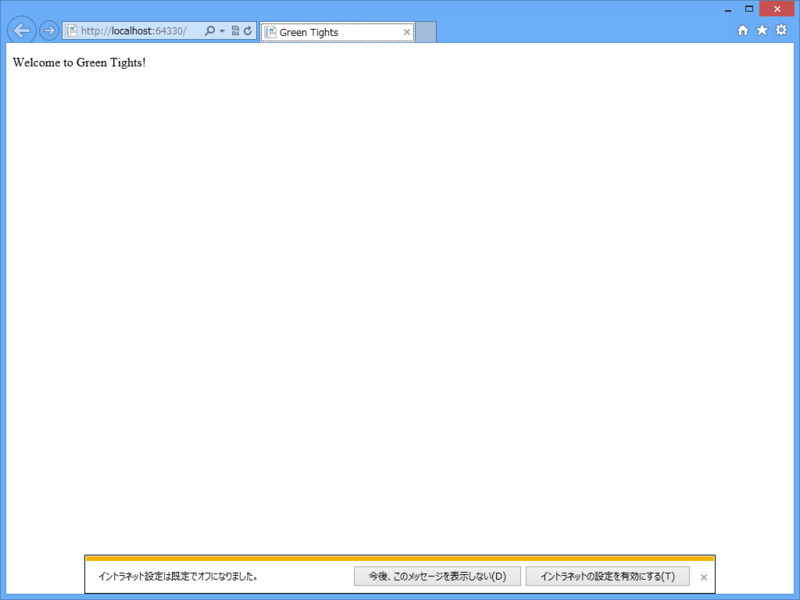 http://localhost:64330/
Green Tights
Welcome to Green Tights!
イントラネット設定は既定でオフになりました。
今後、このメッセージを表示しない(D)
イントラネットの設定を有効にする(T)